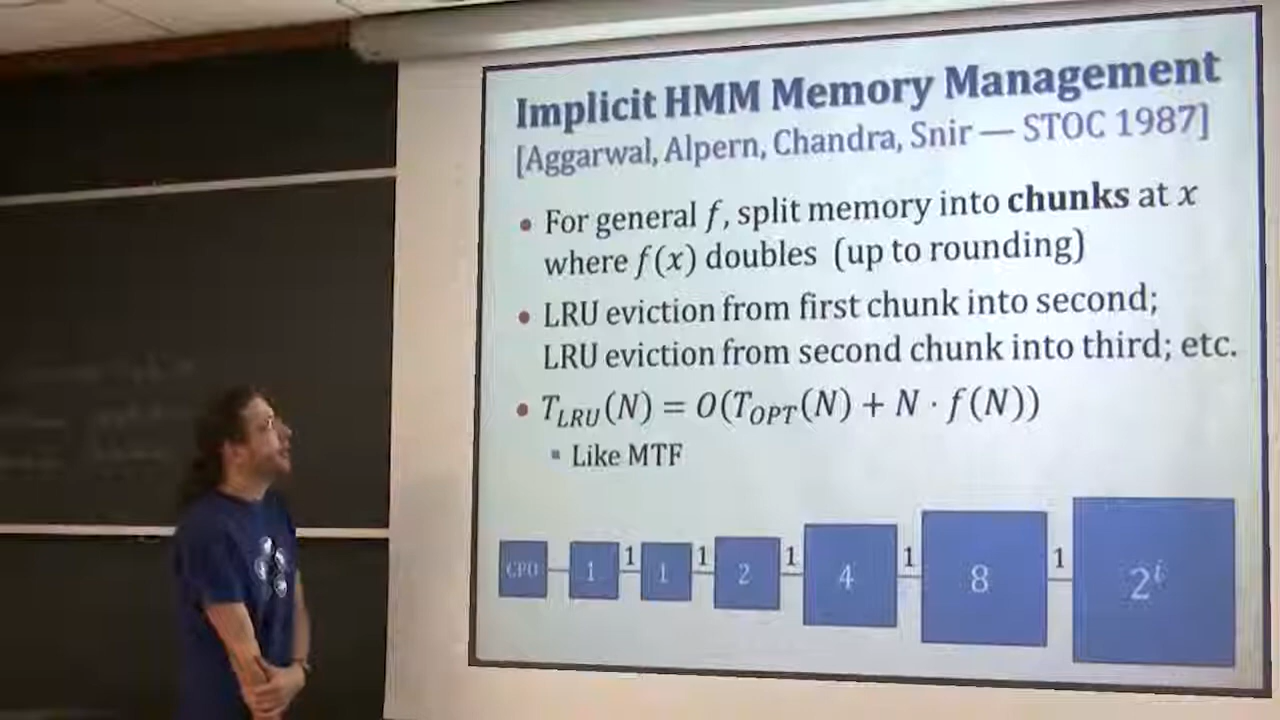 Implicit HMM Memory Management
[Aggarwal, Alpern, Chandra, Snir — STOC 1987]
• For general f, split memory into chunks at x
where f(x) doubles (up to rounding)
• LRU eviction from first chunk into second;
LRU eviction from second chunk into third; etc.
• T_LRU(N) = O(T_OPT(N) + N · f(N))
▪ Like MTF
CPU 1 1 1 1 2 1 4 1 8 1 2^i